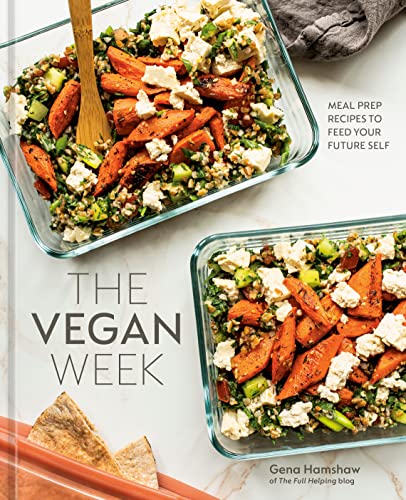 MEAL PREP
RECIPES TO
FEED YOUR
FUTURE SELF
THE
VEGAN
WEEK
Gena Hamshaw
of The Full Helping blog